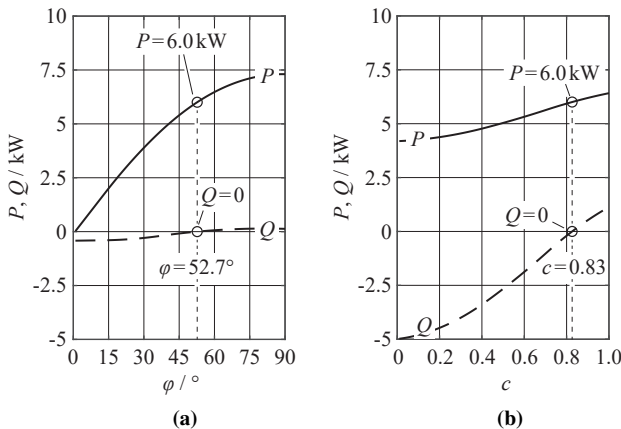 10
7.5
5
2.5
0
-2.5
-5
P, Q / kW
P=6.0 kW
P
Q=0
Q
φ=52.7°
0 15 30 45 60 75 90
φ / °
(a)
10
7.5
5
2.5
0
-2.5
-5
P, Q / kW
P=6.0 kW
P
Q=0
c=0.83
Q
0 0.2 0.4 0.6 0.8 1.0
c
(b)